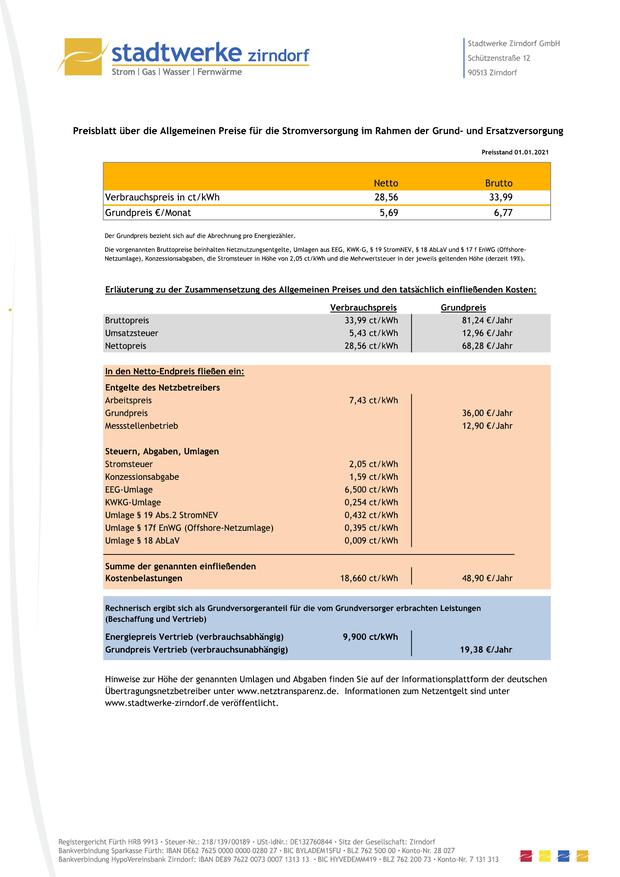 stadtwerke zirndorf
Strom | Gas | Wasser | Fernwärme
Stadtwerke Zirndorf GmbH
Schützenstraße 12
90513 Zirndorf
Preisblatt über die Allgemeinen Preise für die Stromversorgung im Rahmen der Grund- und Ersatzversorgung
Preisstand 01.01.2021
Netto Brutto
Verbrauchspreis in ct/kWh 28,56 33,99
Grundpreis €/Monat 5,69 6,77
Der Grundpreis bezieht sich auf die Abrechnung pro Energiezähler.
Die vorgenannten Bruttopreise beinhalten Netznutzungsentgelte, Umlagen aus EEG, KWK-G, § 19 StromNEV, § 18 AbLaV und § 17 f EnWG (Offshore-
Netzumlage), Konzessionsabgaben, die Stromsteuer in Höhe von 2,05 ct/kWh und die Mehrwertsteuer in der jeweils geltenden Höhe (derzeit 19%).
Erläuterung zu der Zusammensetzung des Allgemeinen Preises und den tatsächlich einfließenden Kosten:
Verbrauchspreis Grundpreis
Bruttopreis 33,99 ct/kWh 81,24 €/Jahr
Umsatzsteuer 5,43 ct/kWh 12,96 €/Jahr
Nettopreis 28,56 ct/kWh 68,28 €/Jahr
In den Netto-Endpreis fließen ein:
Entgelte des Netzbetreibers
Arbeitspreis 7,43 ct/kWh
Grundpreis 36,00 €/Jahr
Messstellenbetrieb 12,90 €/Jahr
Steuern, Abgaben, Umlagen
Stromsteuer 2,05 ct/kWh
Konzessionsabgabe 1,59 ct/kWh
EEG-Umlage 6,500 ct/kWh
KWKG-Umlage 0,254 ct/kWh
Umlage § 19 Abs.2 StromNEV 0,432 ct/kWh
Umlage § 17f EnWG (Offshore-Netzumlage) 0,395 ct/kWh
Umlage § 18 AbLaV 0,009 ct/kWh
Summe der genannten einfließenden
Kostenbelastungen 18,660 ct/kWh 48,90 €/Jahr
Rechnerisch ergibt sich als Grundversorgeranteil für die vom Grundversorger erbrachten Leistungen
(Beschaffung und Vertrieb)
Energiepreis Vertrieb (verbrauchsabhängig) 9,900 ct/kWh
Grundpreis Vertrieb (verbrauchsunabhängig) 19,38 €/Jahr
Hinweise zur Höhe der genannten Umlagen und Abgaben finden Sie auf der Informationsplattform der deutschen
Übertragungsnetzbetreiber unter www.netztransparenz.de. Informationen zum Netzentgelt sind unter
www.stadtwerke-zirndorf.de veröffentlicht.
Registergericht Fürth HRB 9913 • Steuer-Nr.: 218/139/00189 • USt-IdNr.: DE132760844 • Sitz der Gesellschaft: Zirndorf
Bankverbindung Sparkasse Fürth: IBAN DE62 7625 0000 0000 0280 27 • BIC BYLADEM1SFU • BLZ 762 500 00 • Konto-Nr. 28 027
Bankverbindung HypoVereinsbank Zirndorf: IBAN DE89 7622 0073 0007 1313 13 • BIC HYVEDEMM419 • BLZ 762 200 73 • Konto-Nr. 7 131 313